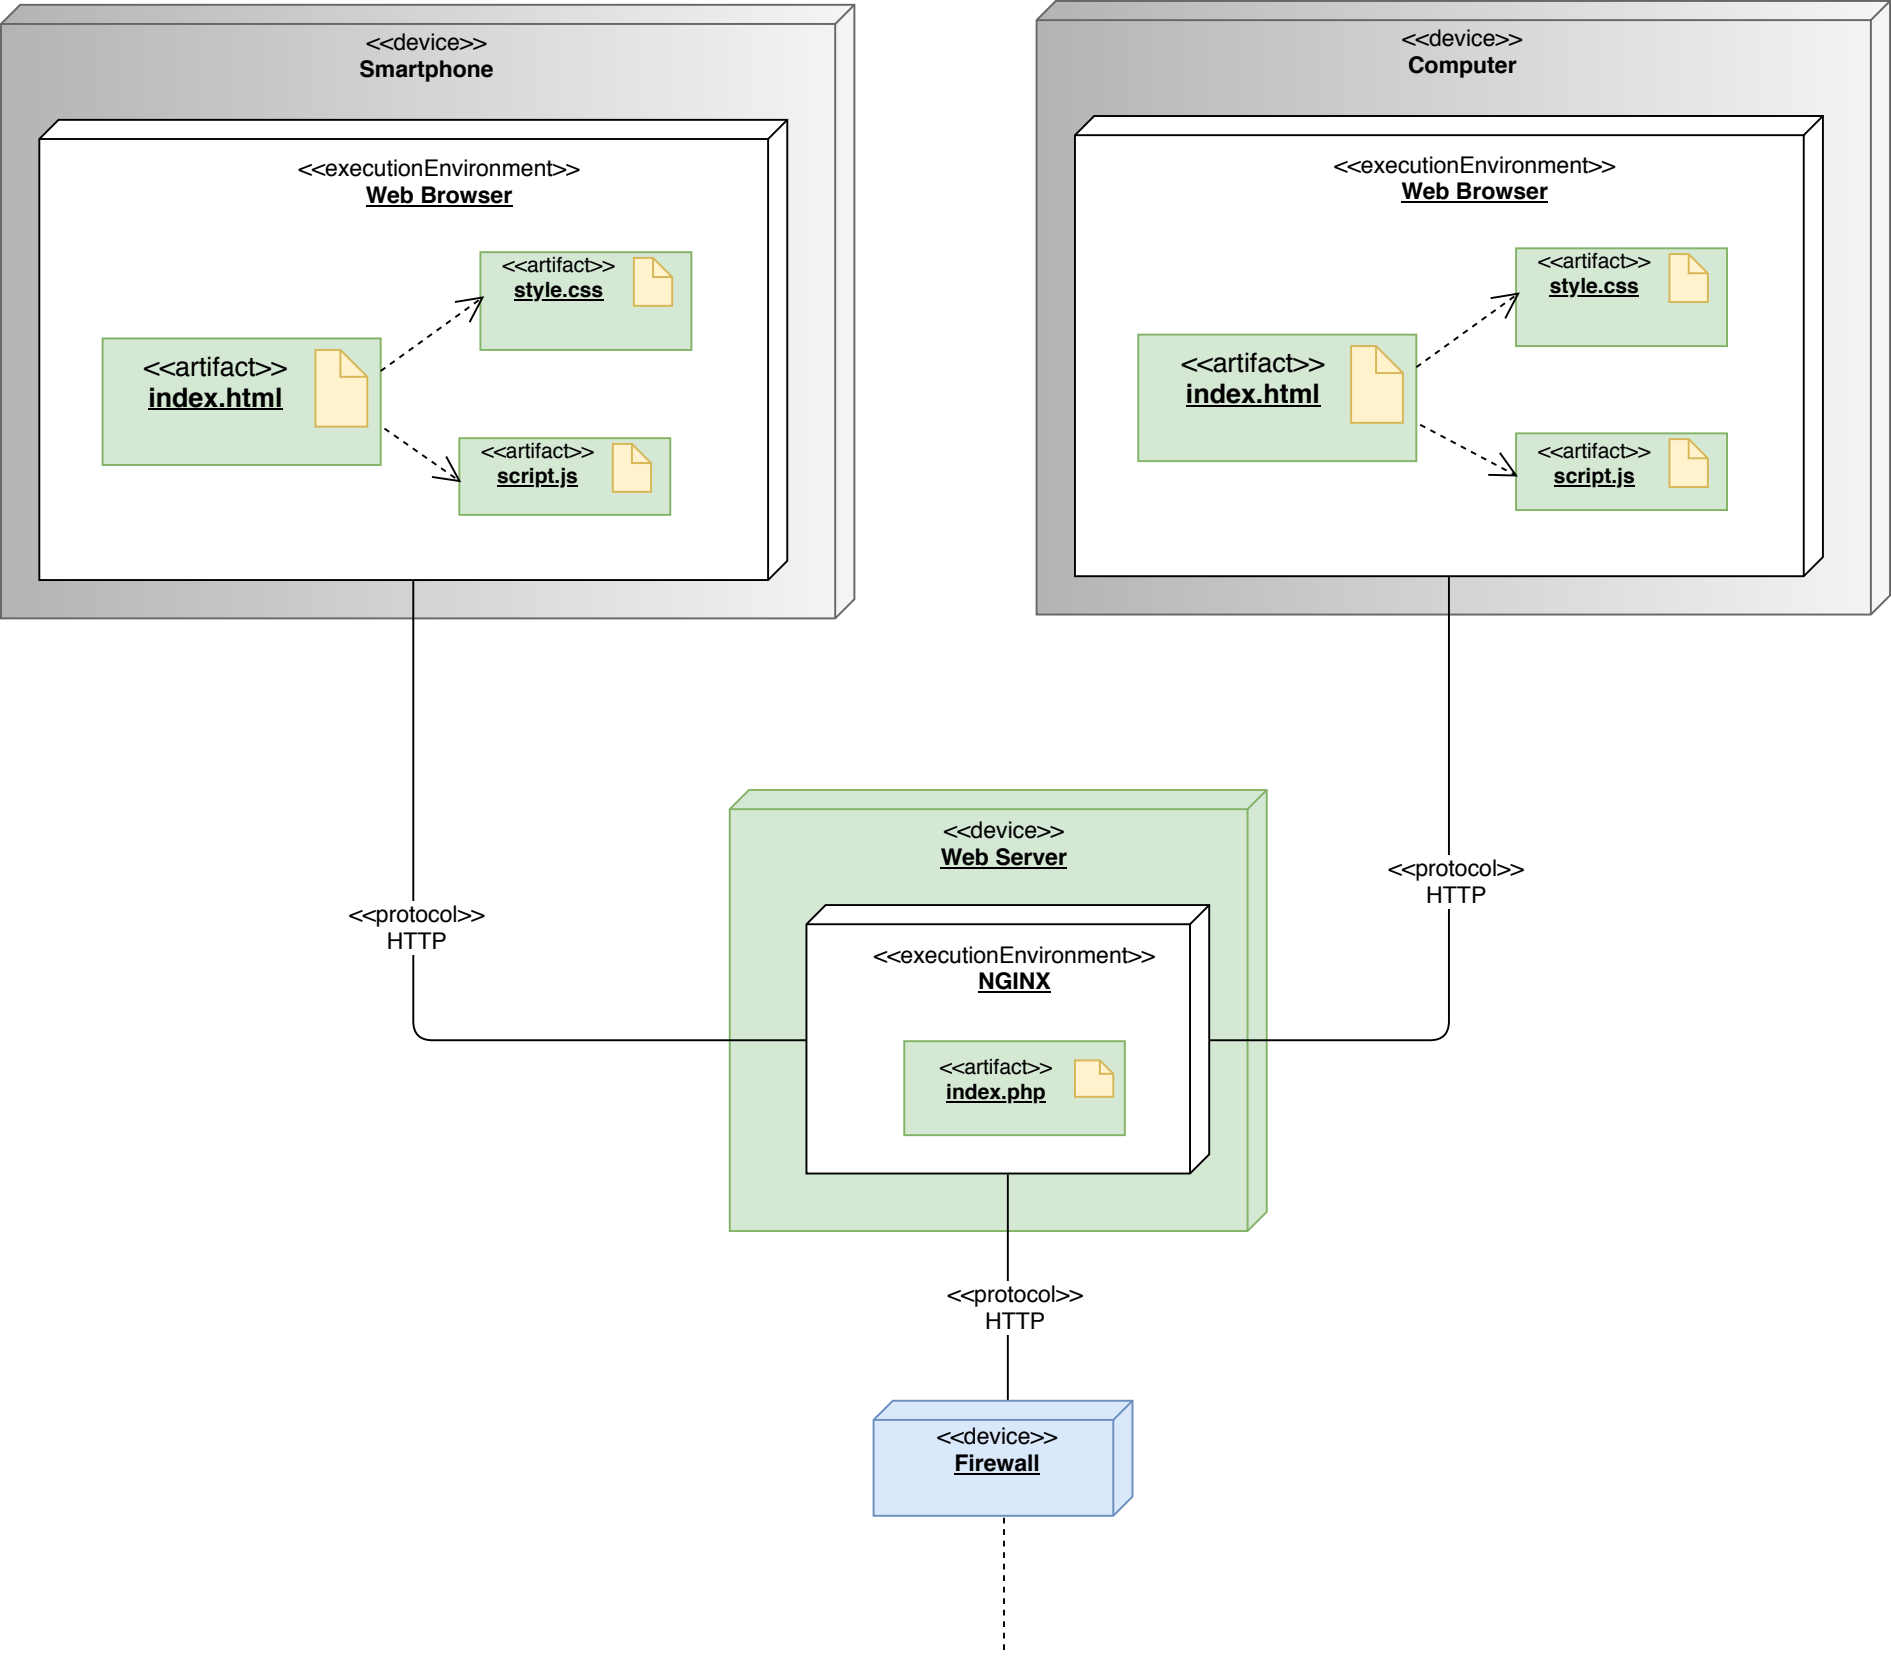 <<device>>
Smartphone
<<executionEnvironment>>
Web Browser
<<artifact>>
style.css
<<artifact>>
index.html
<<artifact>>
script.js
<<device>>
Computer
<<executionEnvironment>>
Web Browser
<<artifact>>
style.css
<<artifact>>
index.html
<<artifact>>
script.js
<<device>>
Web Server
<<protocol>>
HTTP
<<protocol>>
HTTP
<<executionEnvironment>>
NGINX
<<artifact>>
index.php
<<protocol>>
HTTP
<<device>>
Firewall